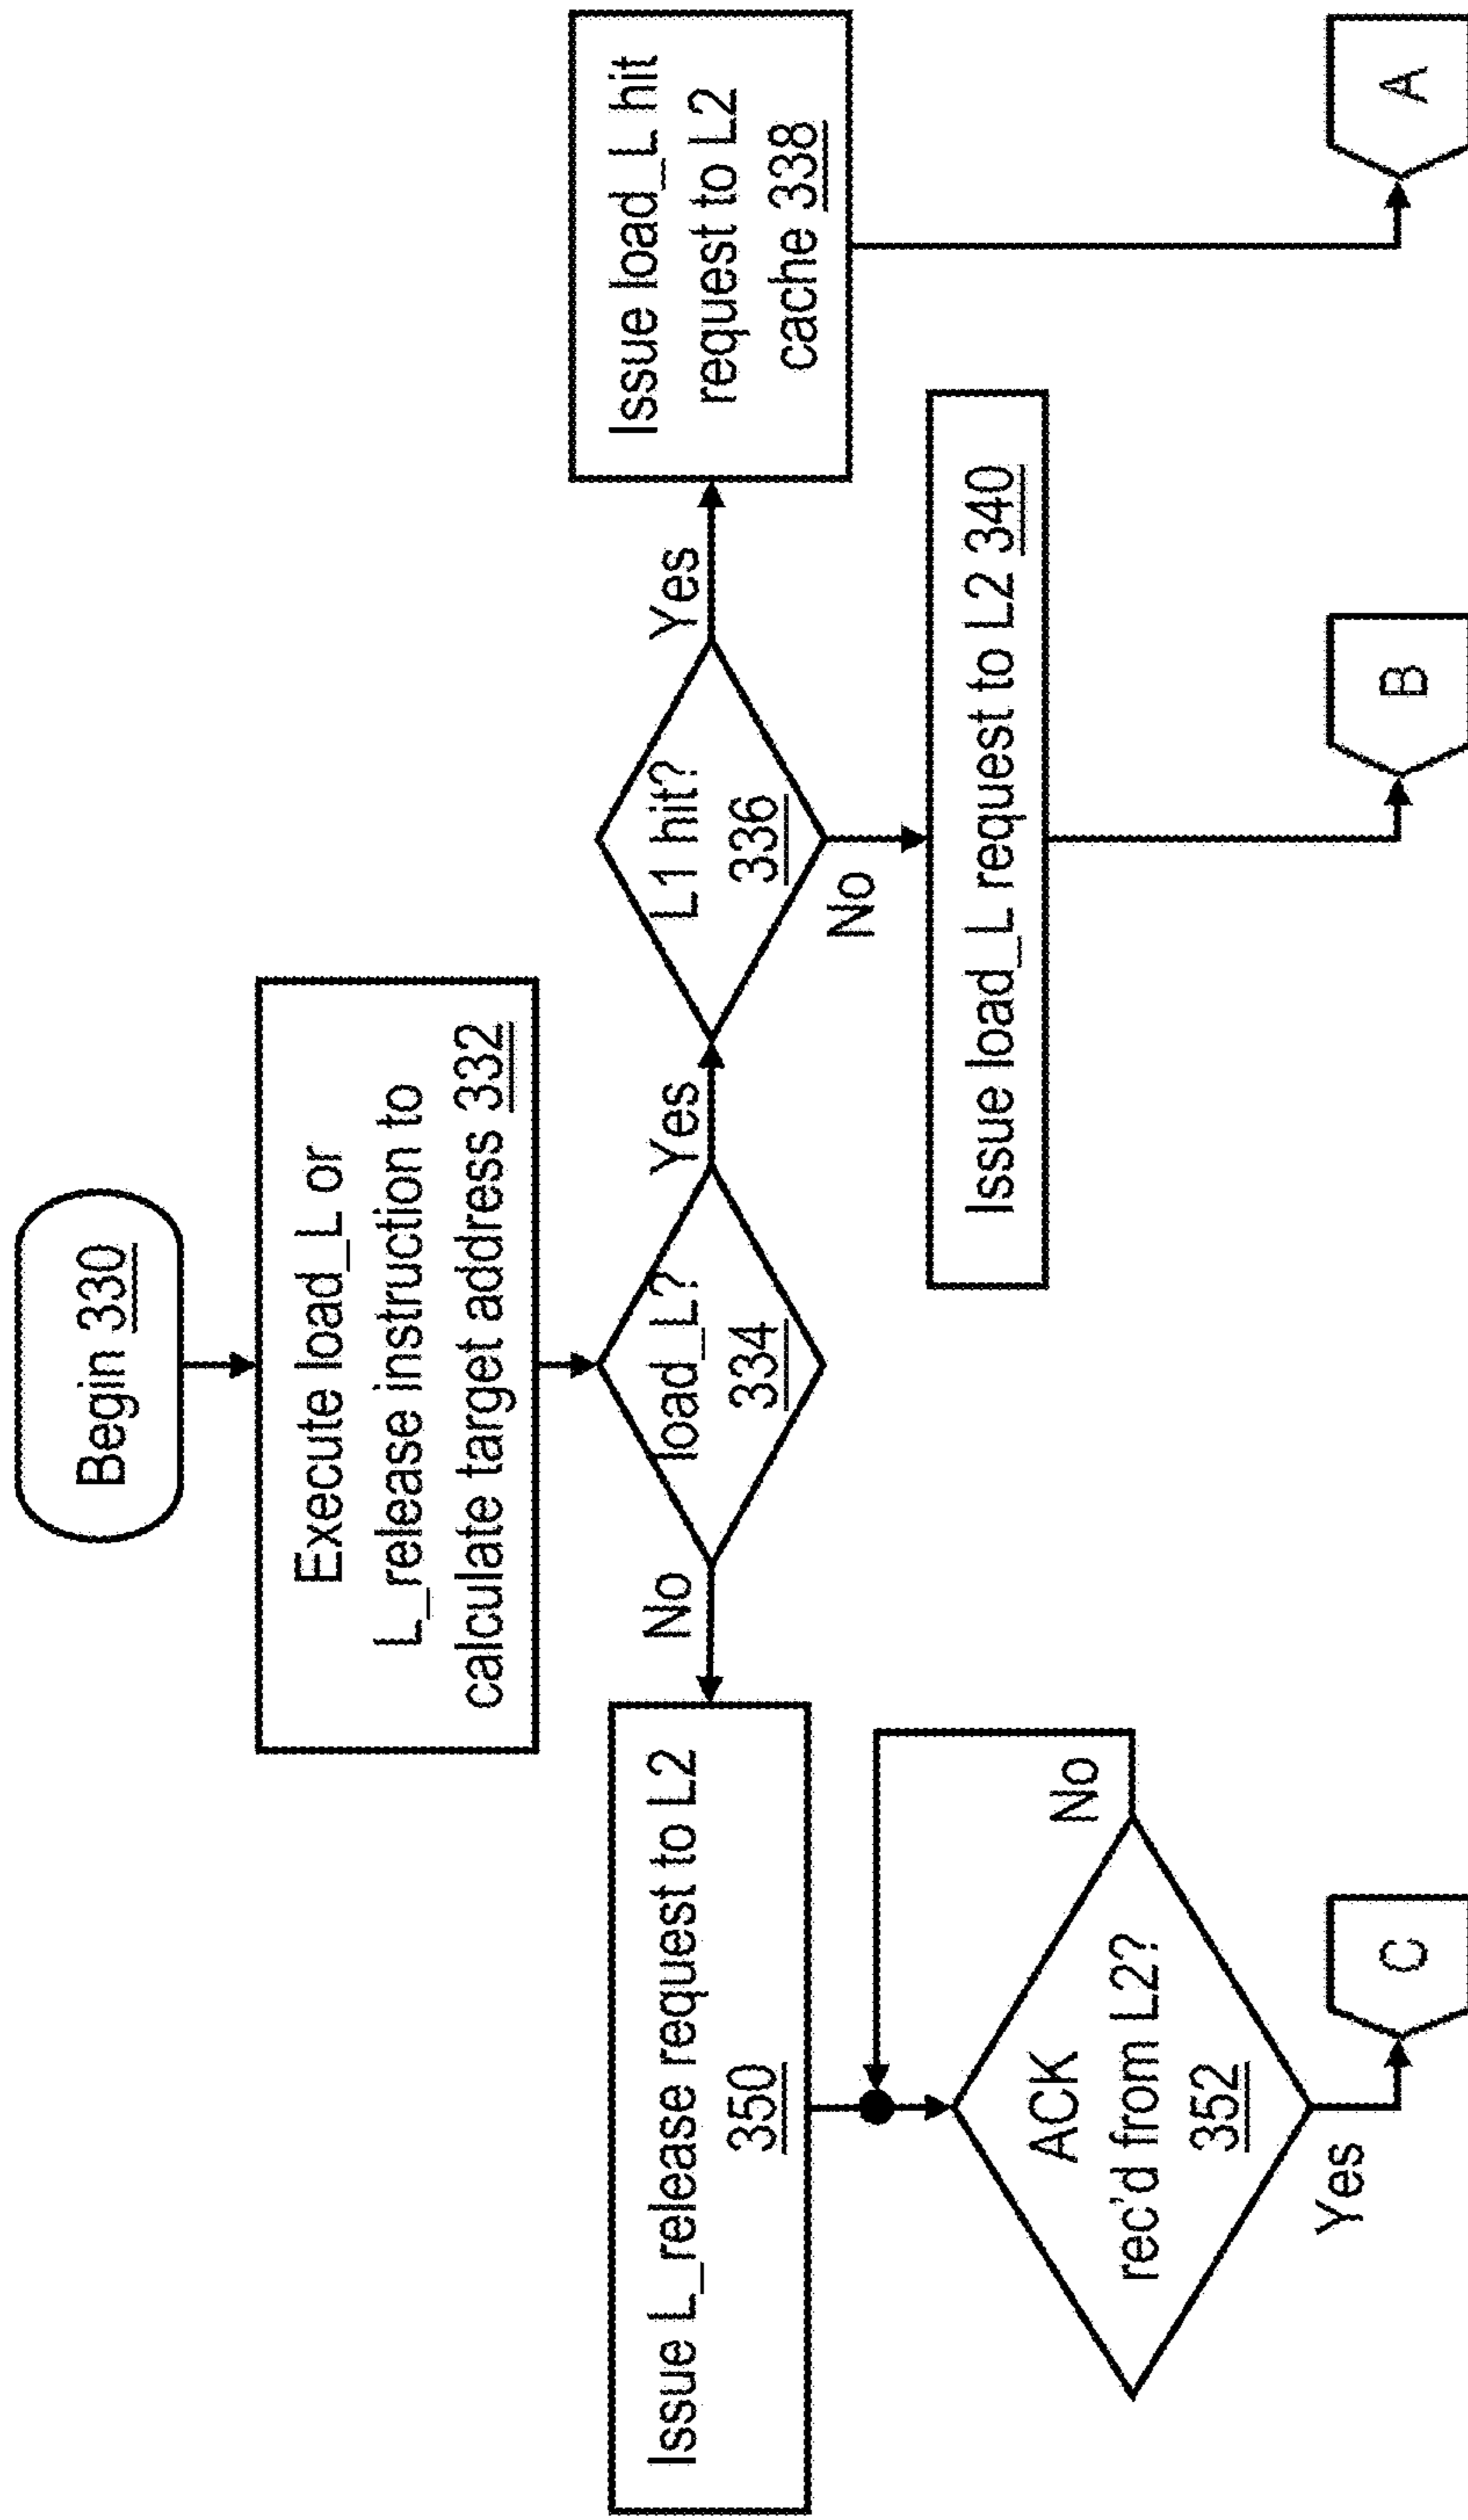 Begin 330
Execute load_L or
L_release instruction to
calculate target address 332
load_L?
334
Yes
No
L1 hit?
336
Yes
No
Issue load_L hit
request to L2
cache 338
Issue load_L request to L2 340
Issue L_release request to L2
350
ACK
rec'd from L2?
352
No
Yes
C
B
A